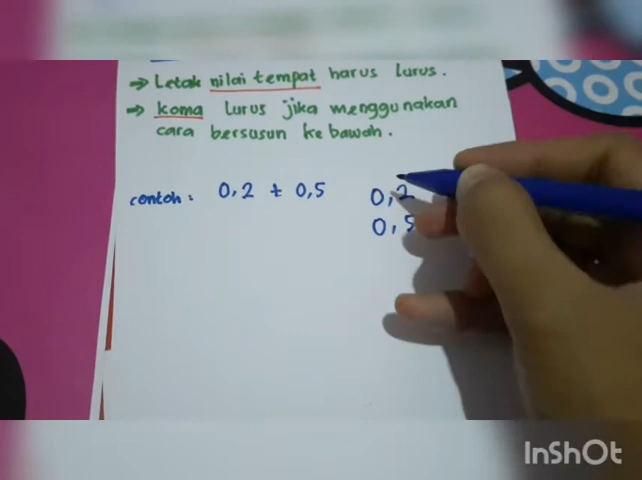 → Letak nilai tempat harus lurus.
→ koma lurus jika menggunakan
cara bersusun kebawah.
contoh: 0,2 + 0,5
0,2
0,5
InShOt